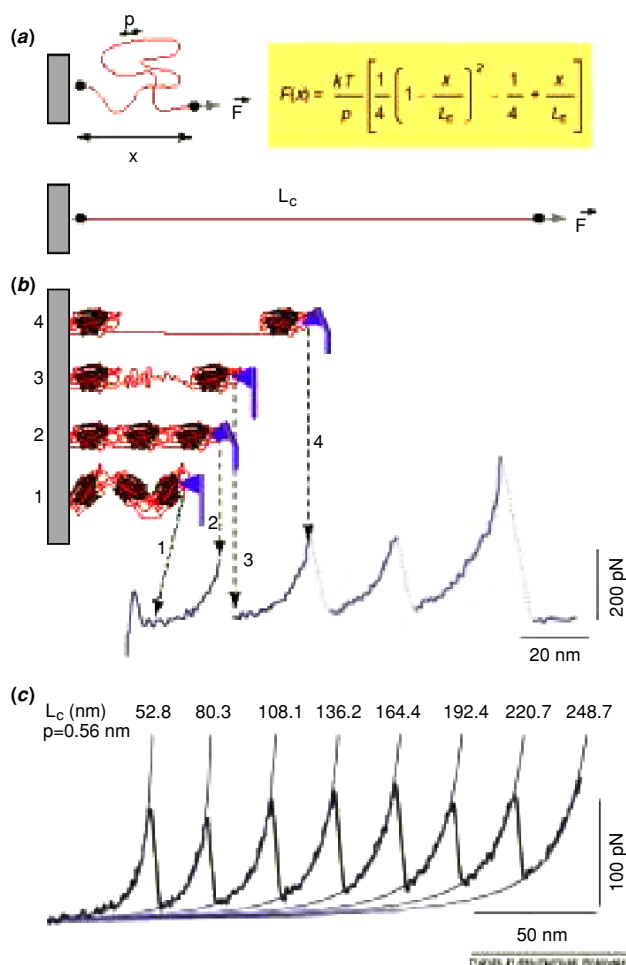 (a)
p
F
x
F(x) = kT/p [1/4 (1 - x/Lc)^2 - 1/4 + x/Lc]
Lc
F
(b)
4
3
2
1
4
2
1
3
200 pN
20 nm
(c)
Lc (nm) 52.8 80.3 108.1 136.2 164.4 192.4 220.7 248.7
p=0.56 nm
100 pN
50 nm